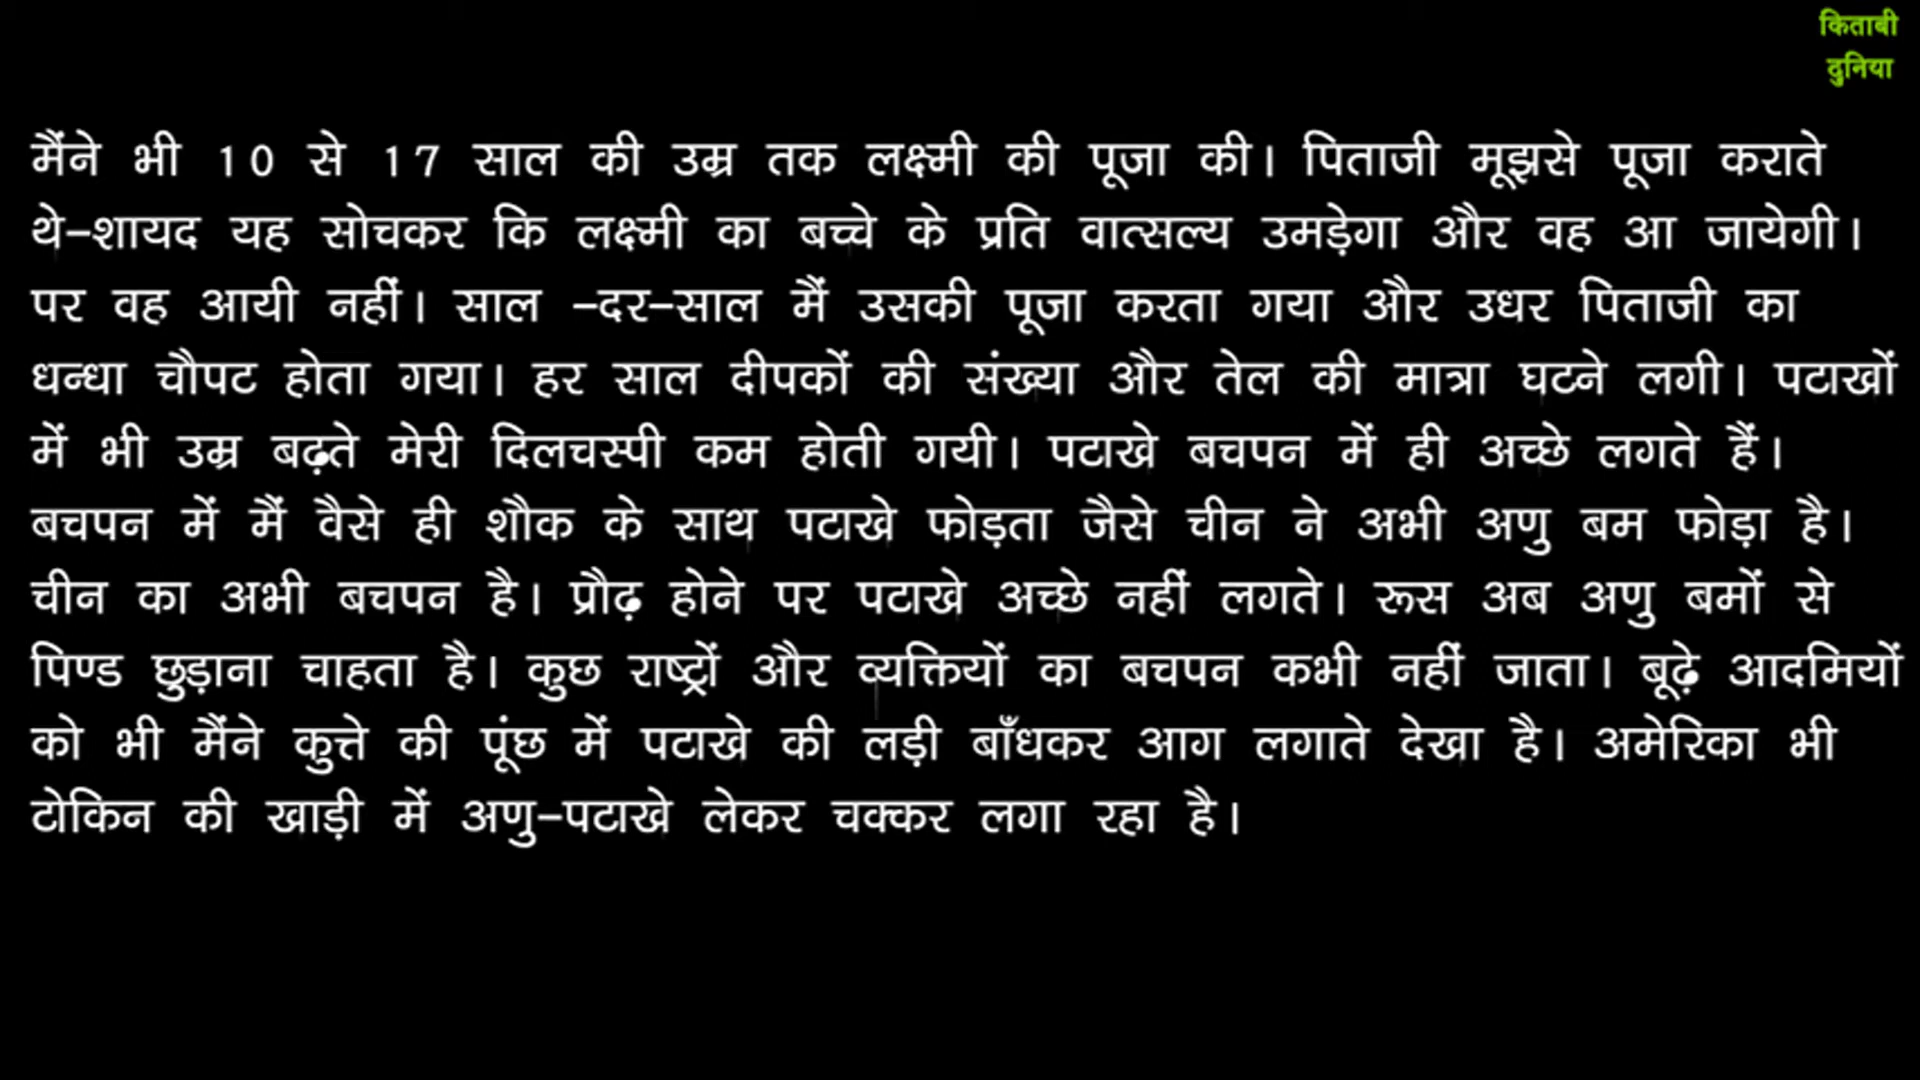 किताबी
दुनिया
मैंने भी 10 से 17 साल की उम्र तक लक्ष्मी की पूजा की। पिताजी मूझसे पूजा कराते
थे-शायद यह सोचकर कि लक्ष्मी का बच्चे के प्रति वात्सल्य उमड़ेगा और वह आ जायेगी।
पर वह आयी नहीं। साल -दर-साल मैं उसकी पूजा करता गया और उधर पिताजी का
धन्धा चौपट होता गया। हर साल दीपकों की संख्या और तेल की मात्रा घटने लगी। पटाखों
में भी उम्र बढ़ते मेरी दिलचस्पी कम होती गयी। पटाखे बचपन में ही अच्छे लगते हैं।
बचपन में मैं वैसे ही शौक के साथ पटाखे फोड़ता जैसे चीन ने अभी अणु बम फोड़ा है।
चीन का अभी बचपन है। प्रौढ़ होने पर पटाखे अच्छे नहीं लगते। रूस अब अणु बमों से
पिण्ड छुड़ाना चाहता है। कुछ राष्ट्रों और व्यक्तियों का बचपन कभी नहीं जाता। बूढ़े आदमियों
को भी मैंने कुत्ते की पूंछ में पटाखे की लड़ी बाँधकर आग लगाते देखा है। अमेरिका भी
टोकिन की खाड़ी में अणु-पटाखे लेकर चक्कर लगा रहा है।